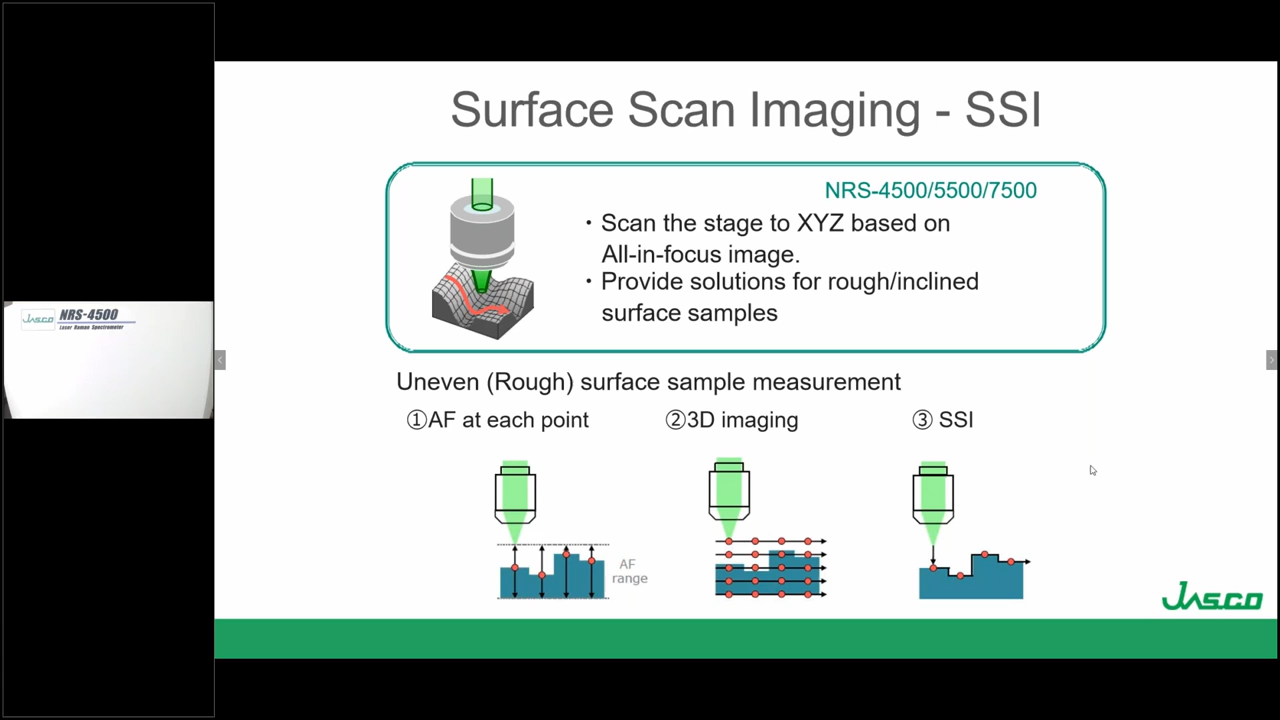 Surface Scan Imaging - SSI
NRS-4500/5500/7500
・Scan the stage to XYZ based on
All-in-focus image.
・Provide solutions for rough/inclined
surface samples
JASCO
NRS-4500
Laser Raman Spectrometer
Uneven (Rough) surface sample measurement
①AF at each point
②3D imaging
③ SSI
AF
range
JASCO